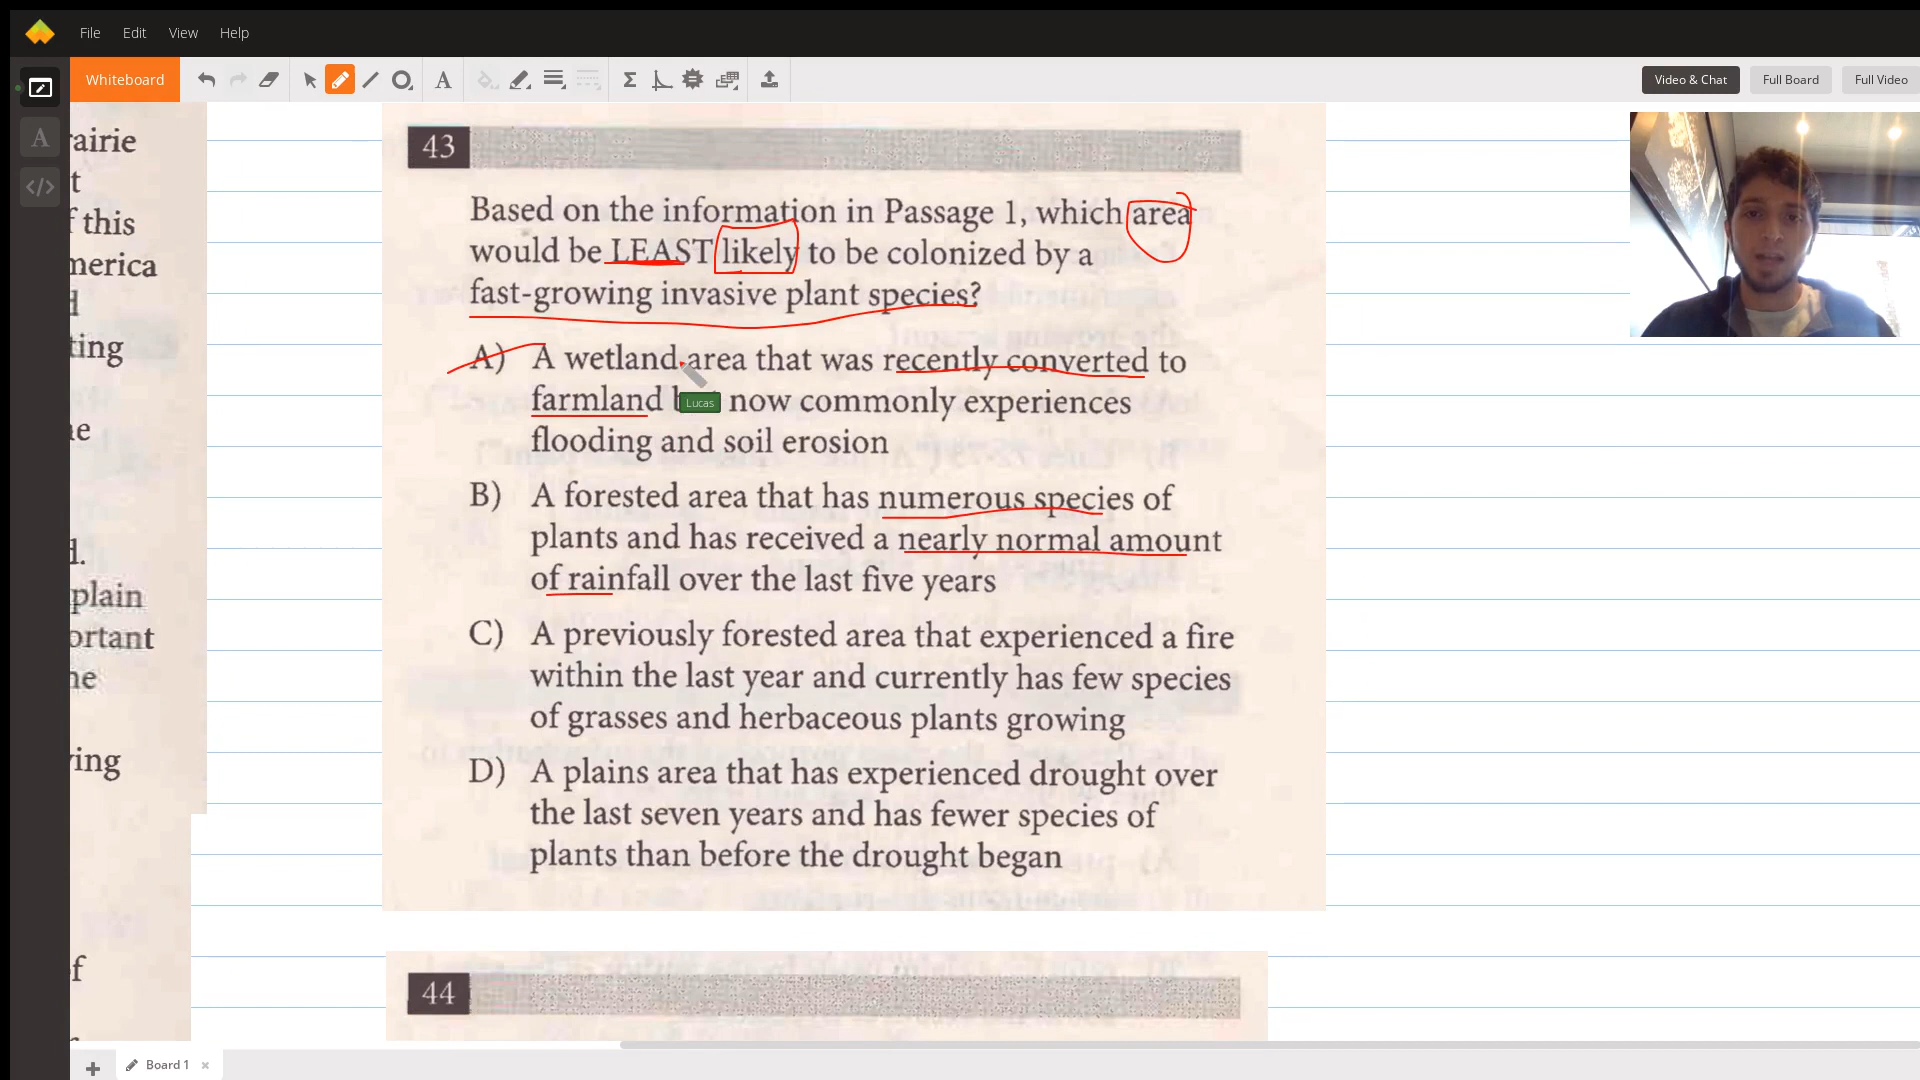 File Edit View Help
Whiteboard
A
Σ
Video & Chat Full Board Full Video
A
</>
rairie
t
f this
merica
d
ting
ne
d.
plain
ortant
he
ying
of
43
Based on the information in Passage 1, which area
would be LEAST likely to be colonized by a
fast-growing invasive plant species?
A) A wetland area that was recently converted to
farmland now commonly experiences
flooding and soil erosion
Lucas
B) A forested area that has numerous species of
plants and has received a nearly normal amount
of rainfall over the last five years
C) A previously forested area that experienced a fire
within the last year and currently has few species
of grasses and herbaceous plants growing
D) A plains area that has experienced drought over
the last seven years and has fewer species of
plants than before the drought began
44
Board 1